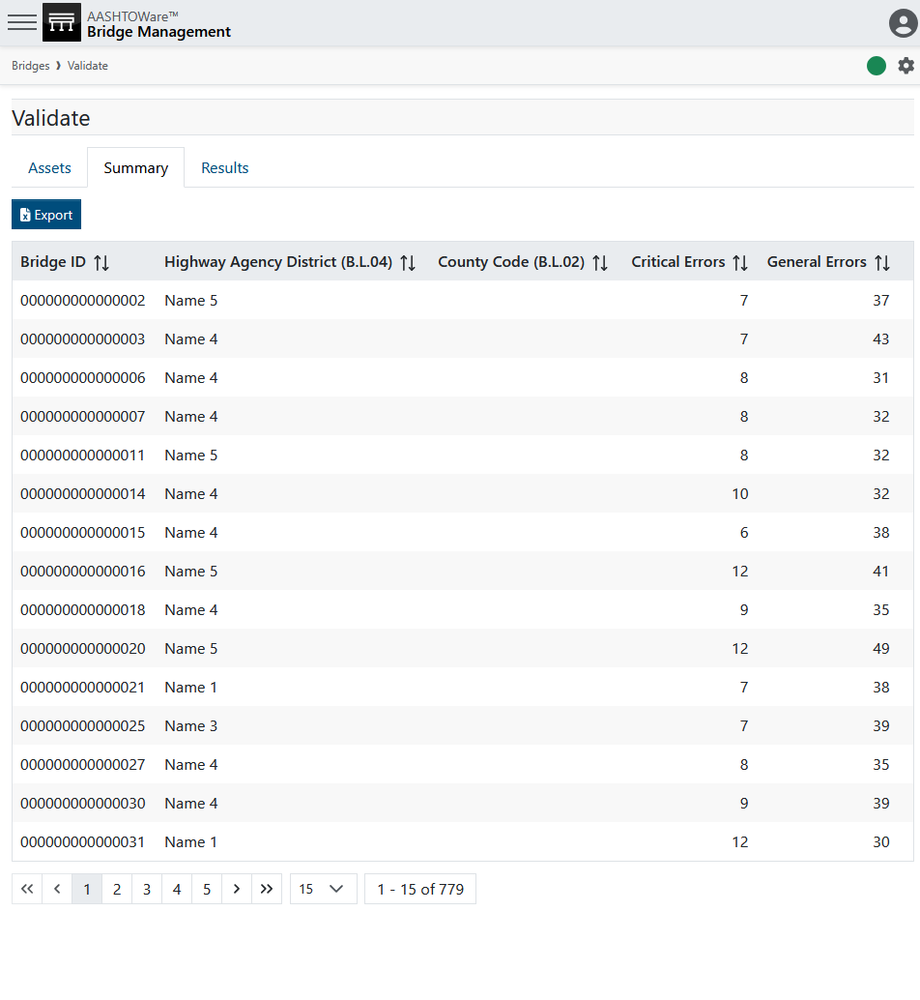 AASHTOWare™
Bridge Management
Bridges ❯ Validate
Validate
Assets Summary Results
Export
Bridge ID Highway Agency District (B.L.04) County Code (B.L.02) Critical Errors General Errors
000000000000002 Name 5 7 37
000000000000003 Name 4 7 43
000000000000006 Name 4 8 31
000000000000007 Name 4 8 32
000000000000011 Name 5 8 32
000000000000014 Name 4 10 32
000000000000015 Name 4 6 38
000000000000016 Name 5 12 41
000000000000018 Name 4 9 35
000000000000020 Name 5 12 49
000000000000021 Name 1 7 38
000000000000025 Name 3 7 39
000000000000027 Name 4 8 35
000000000000030 Name 4 9 39
000000000000031 Name 1 12 30
« ‹ 1 2 3 4 5 › » 15 1 - 15 of 779